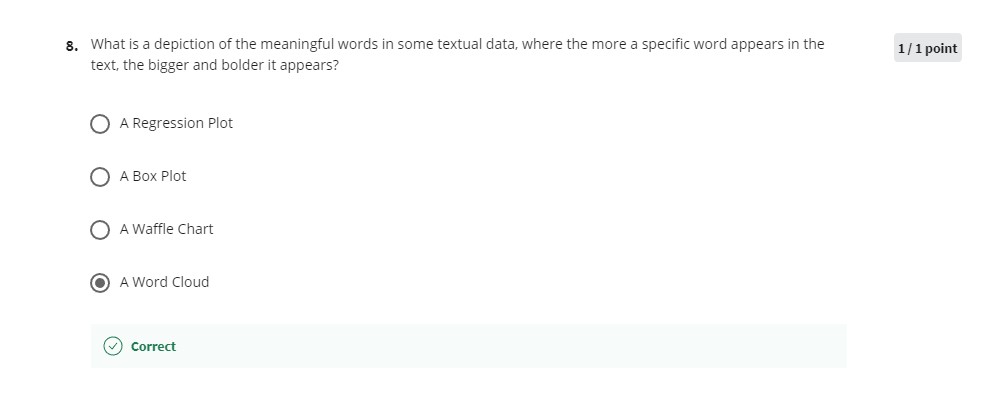 8. What is a depiction of the meaningful words in some textual data, where the more a specific word appears in the
1 / 1 point
text, the bigger and bolder it appears?
A Regression Plot
A Box Plot
A Waffle Chart
A Word Cloud
Correct